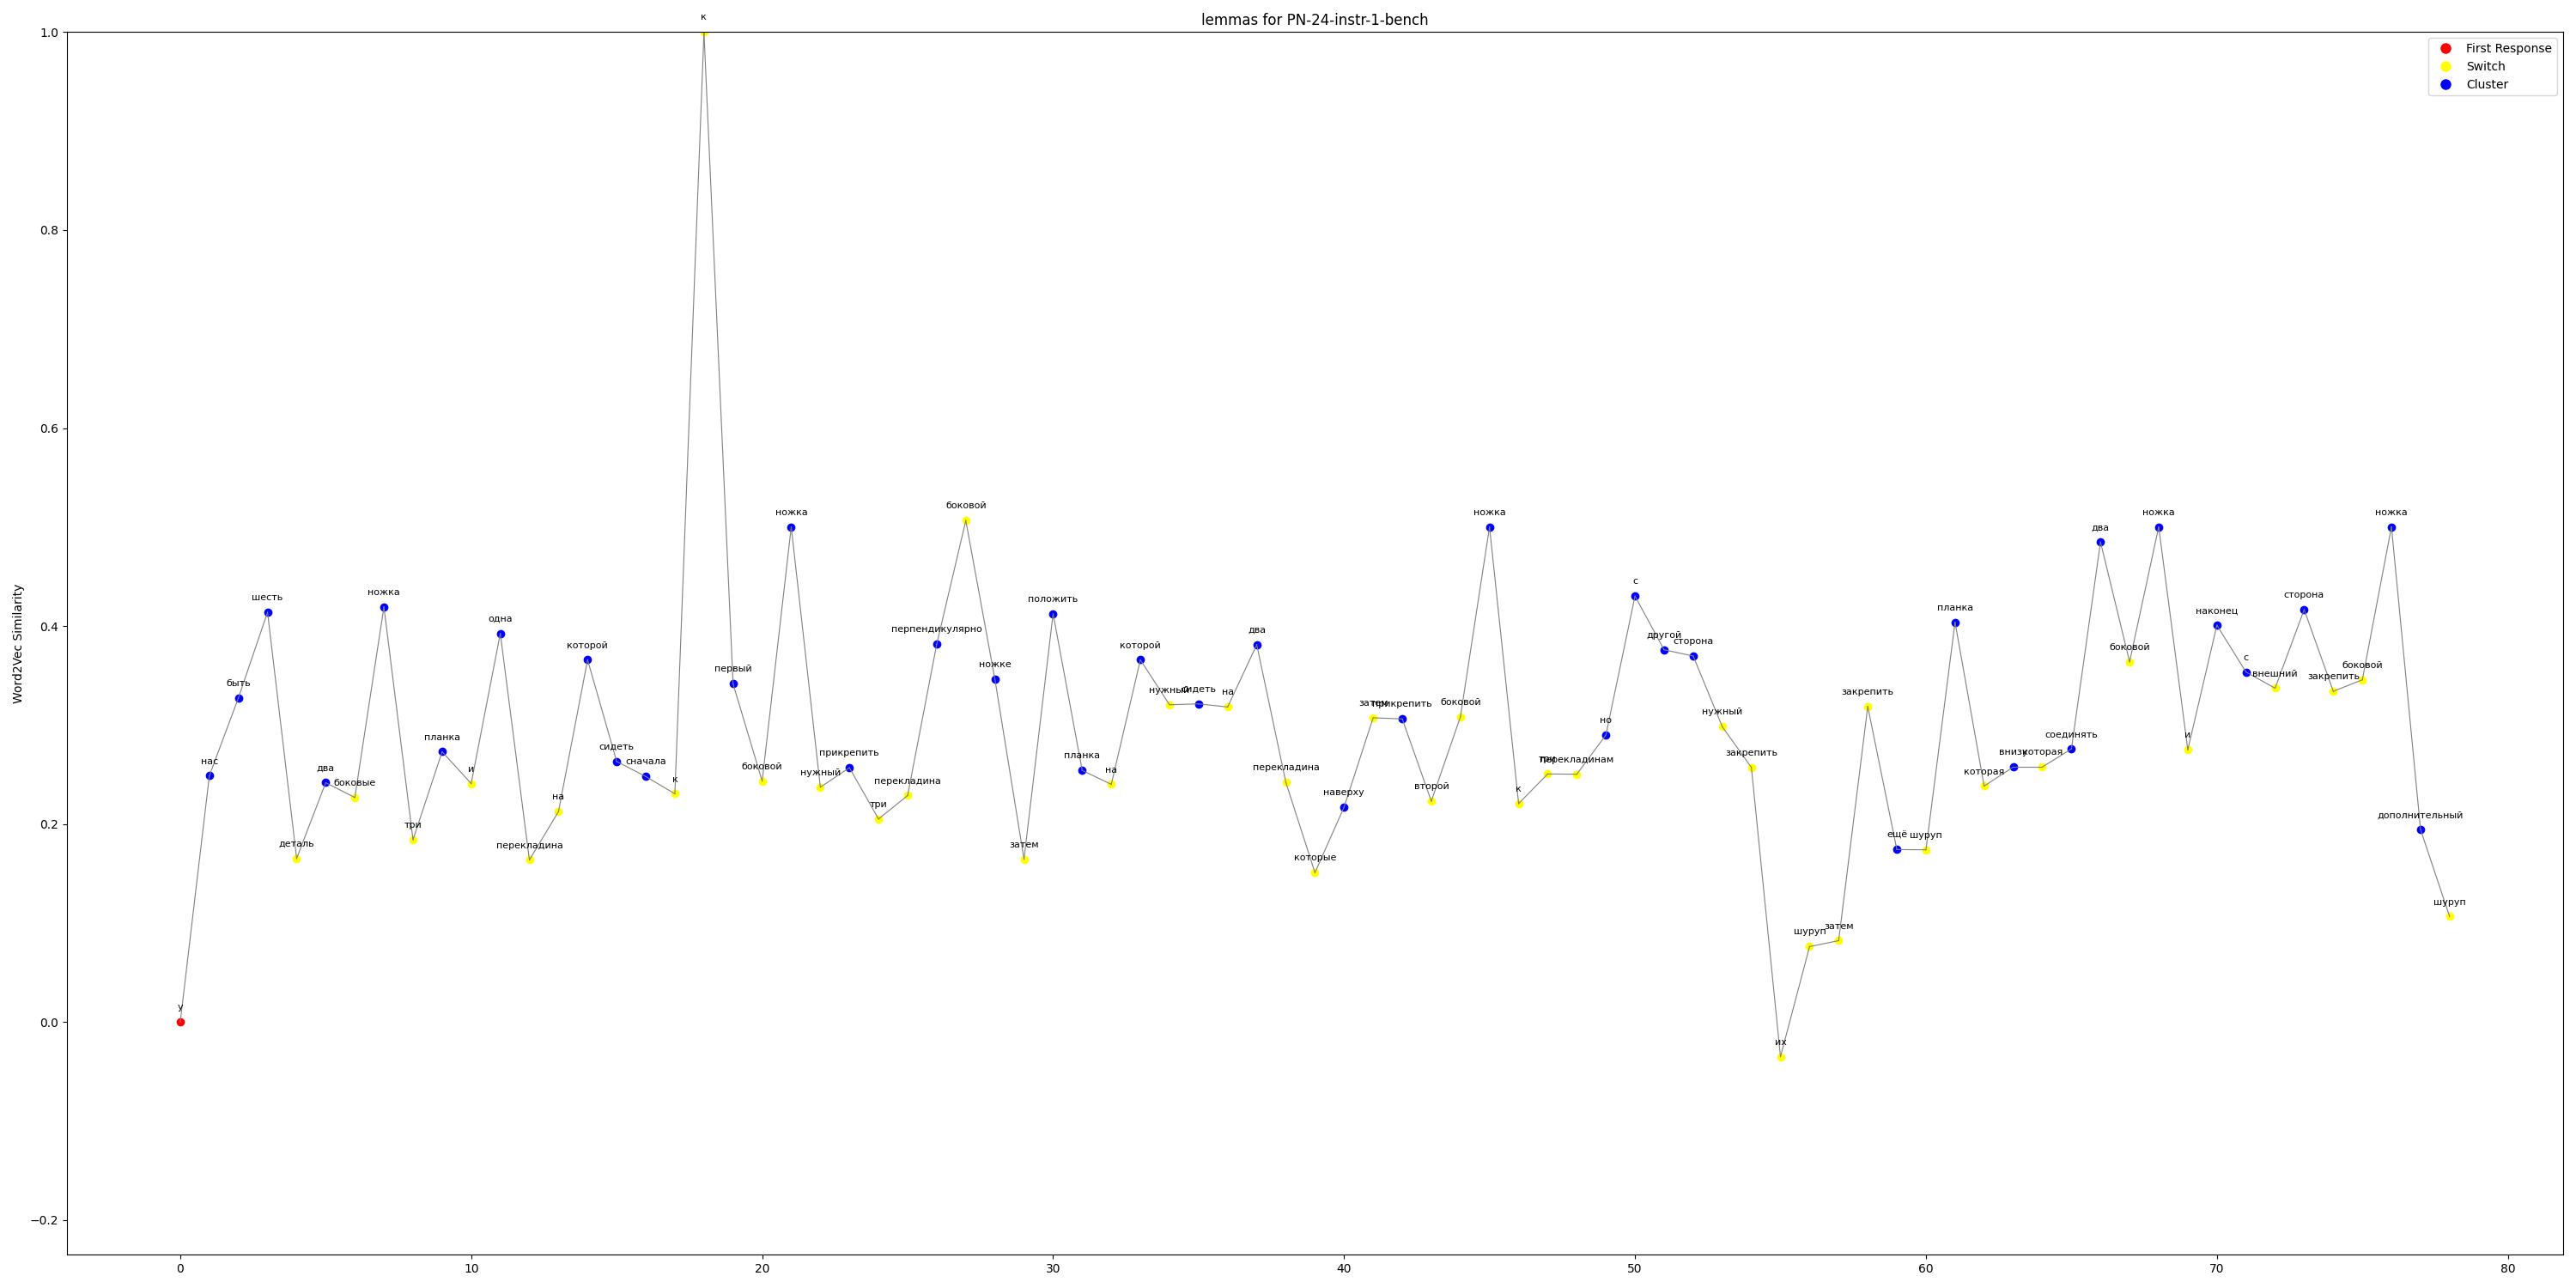 lemmas for PN-24-instr-1-bench
First Response
Switch
Cluster
Word2Vec Similarity
1.0
0.8
0.6
0.4
0.2
0.0
−0.2
у
нас
быть
шесть
деталь
два
боковые
ножка
три
планка
и
одна
перекладина
на
которой
сидеть
сначала
к
к
первый
боковой
ножка
нужный
прикрепить
три
перекладина
перпендикулярно
боковой
ножке
затем
положить
планка
на
которой
нужный
сидеть
на
два
перекладина
которые
наверху
затем
прикрепить
второй
боковой
ножка
к
три
перекладинам
но
с
другой
сторона
нужный
закрепить
их
шуруп
затем
закрепить
ещё
шуруп
планка
которая
внизу
которая
соединять
два
боковой
ножка
и
наконец
с
внешний
сторона
закрепить
боковой
ножка
дополнительный
шуруп
0 10 20 30 40 50 60 70 80